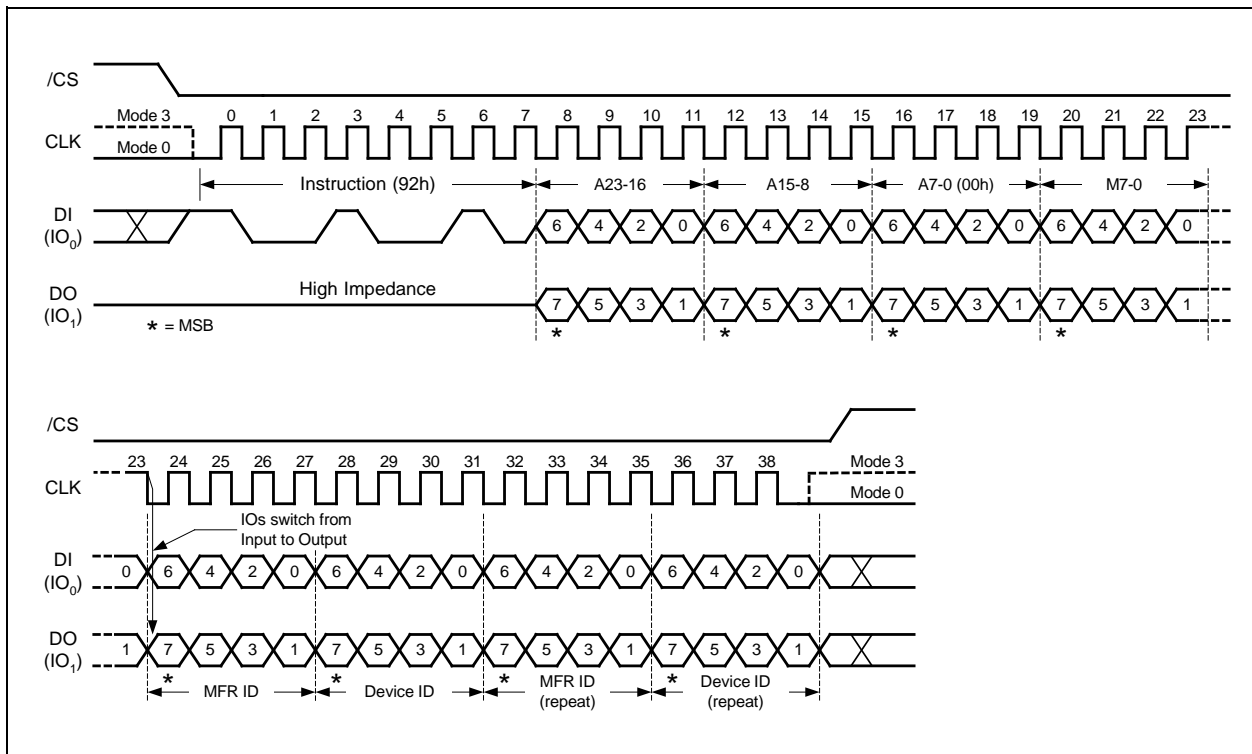 /CS
Mode 3
0 1 2 3 4 5 6 7 8 9 10 11 12 13 14 15 16 17 18 19 20 21 22 23
CLK
Mode 0
Instruction (92h) A23-16 A15-8 A7-0 (00h) M7-0
DI
(IO0)
6 4 2 0 6 4 2 0 6 4 2 0 6 4 2 0
High Impedance
DO
(IO1)
7 5 3 1 7 5 3 1 7 5 3 1 7 5 3 1
* = MSB
* * * *
/CS
23 24 25 26 27 28 29 30 31 32 33 34 35 36 37 38
Mode 3
CLK
Mode 0
IOs switch from
Input to Output
DI
(IO0)
0 6 4 2 0 6 4 2 0 6 4 2 0 6 4 2 0
DO
(IO1)
1 7 5 3 1 7 5 3 1 7 5 3 1 7 5 3 1
* * * *
MFR ID Device ID MFR ID Device ID
(repeat) (repeat)